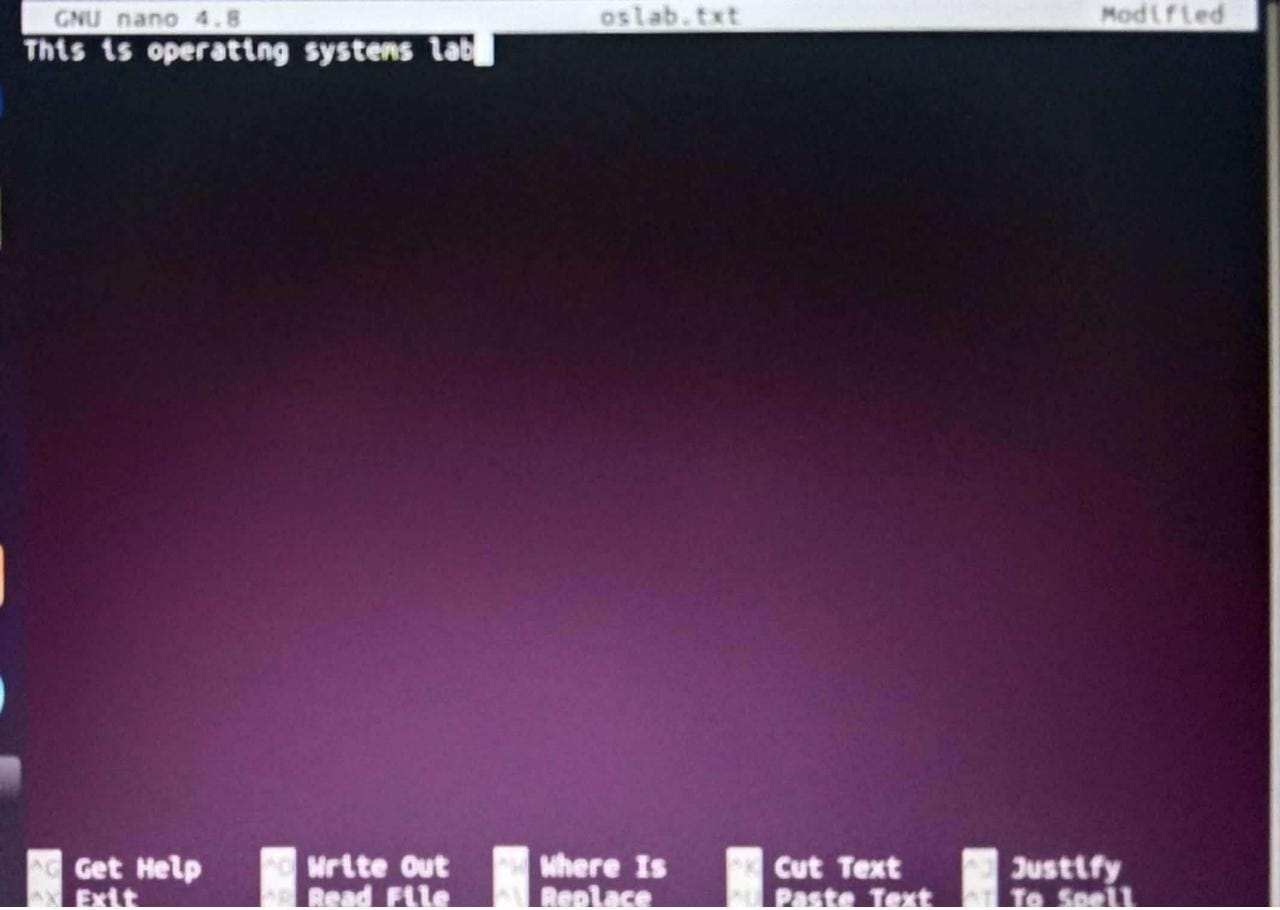 GNU nano 4.8 oslab.txt Modified
This is operating systems lab
^G Get Help ^O Write Out ^W Where Is ^K Cut Text ^J Justify
^X Exit ^R Read File ^\ Replace ^U Paste Text ^T To Spell